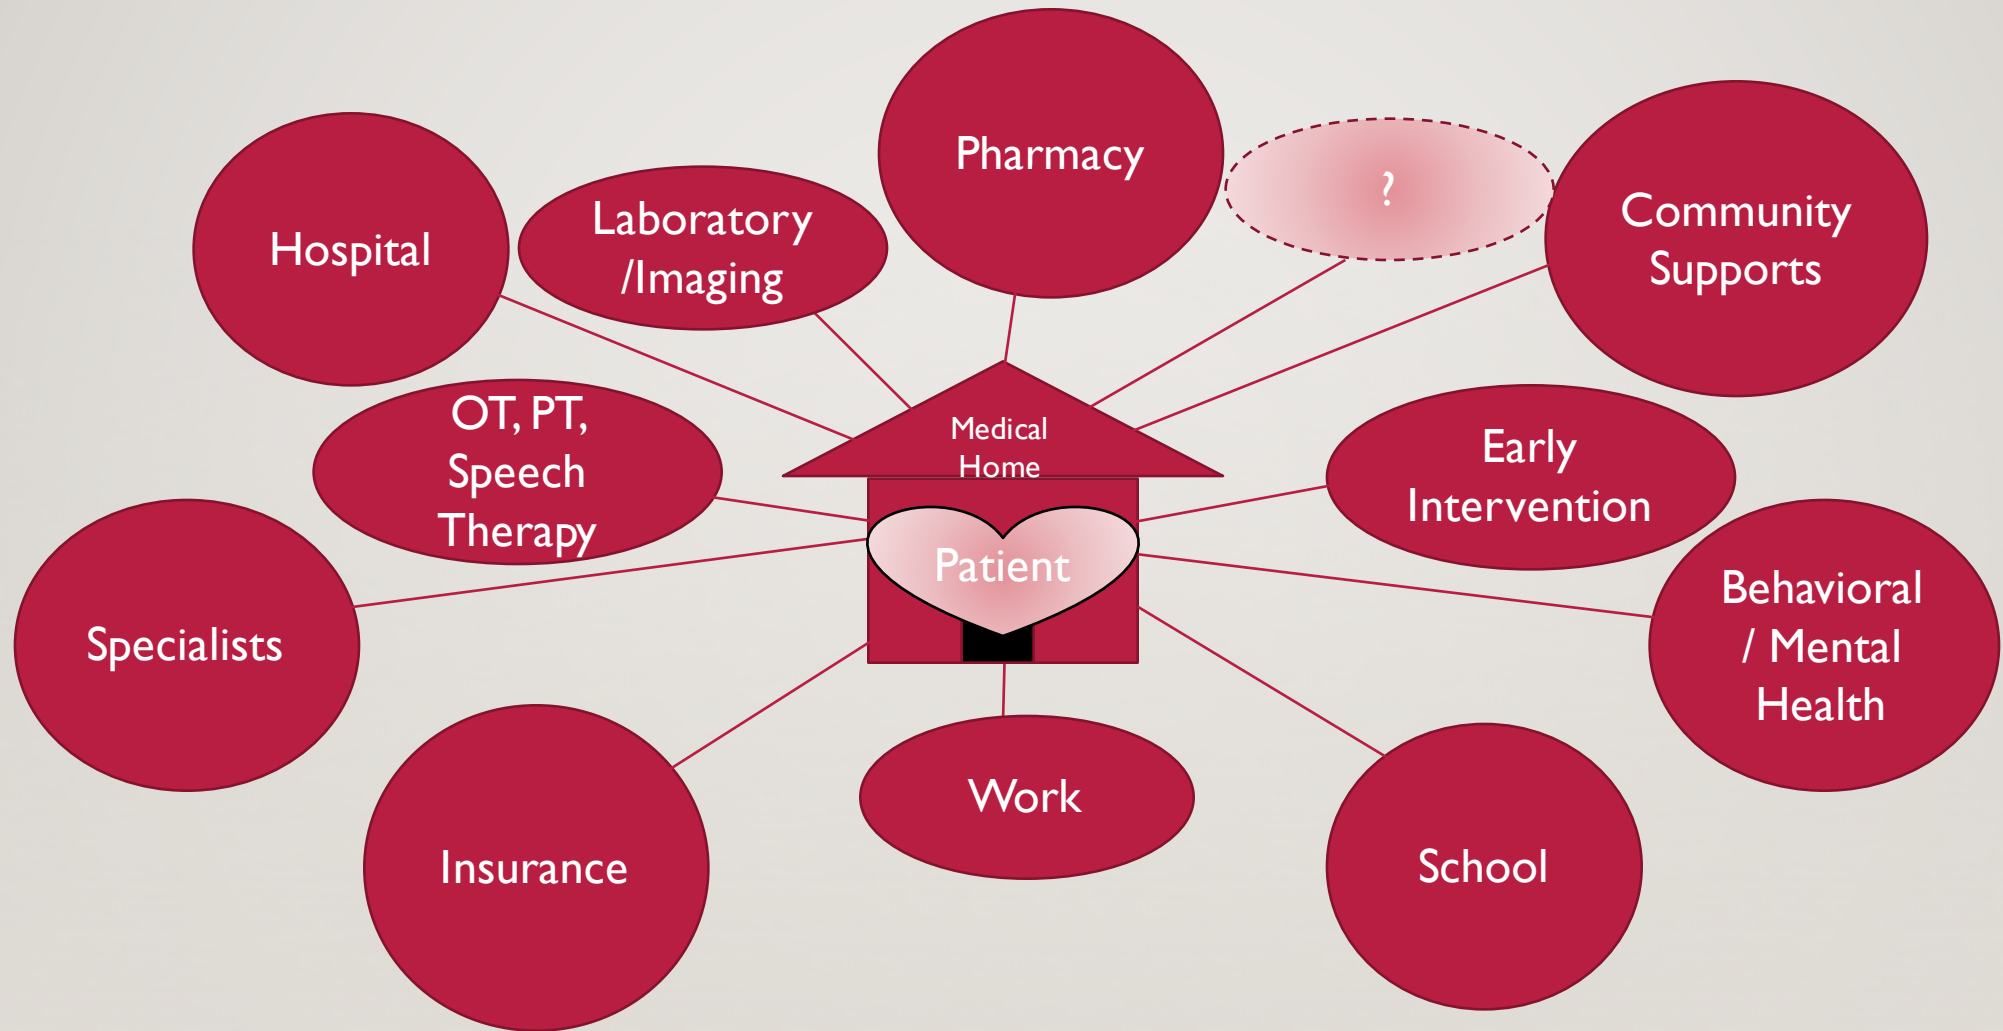 Pharmacy
?
Community
Supports
Hospital
Laboratory
/Imaging
OT, PT,
Speech
Therapy
Medical
Home
Early
Intervention
Patient
Specialists
Behavioral
/ Mental
Health
Insurance
Work
School